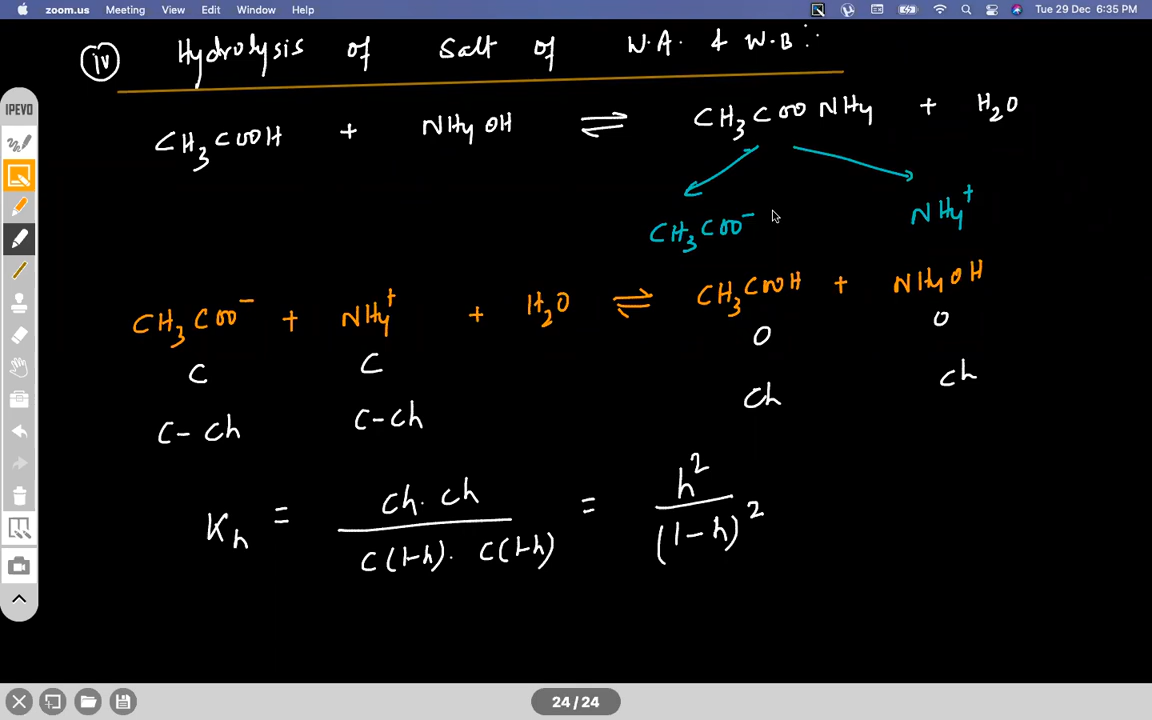 zoom.us Meeting View Edit Window Help Tue 29 Dec 6:35 PM
(iv) Hydrolysis of Salt of W.A. & W.B :
IPEVO
CH3COOH + NH4OH ⇌ CH3COONH4 + H2O
CH3COO⁻ NH4⁺
CH3COO⁻ + NH4⁺ + H2O ⇌ CH3COOH + NH4OH
C C O O
C-Ch C-Ch Ch Ch
Kh = Ch. Ch / C(1-h). C(1-h) = h² / (1-h)²
24/24